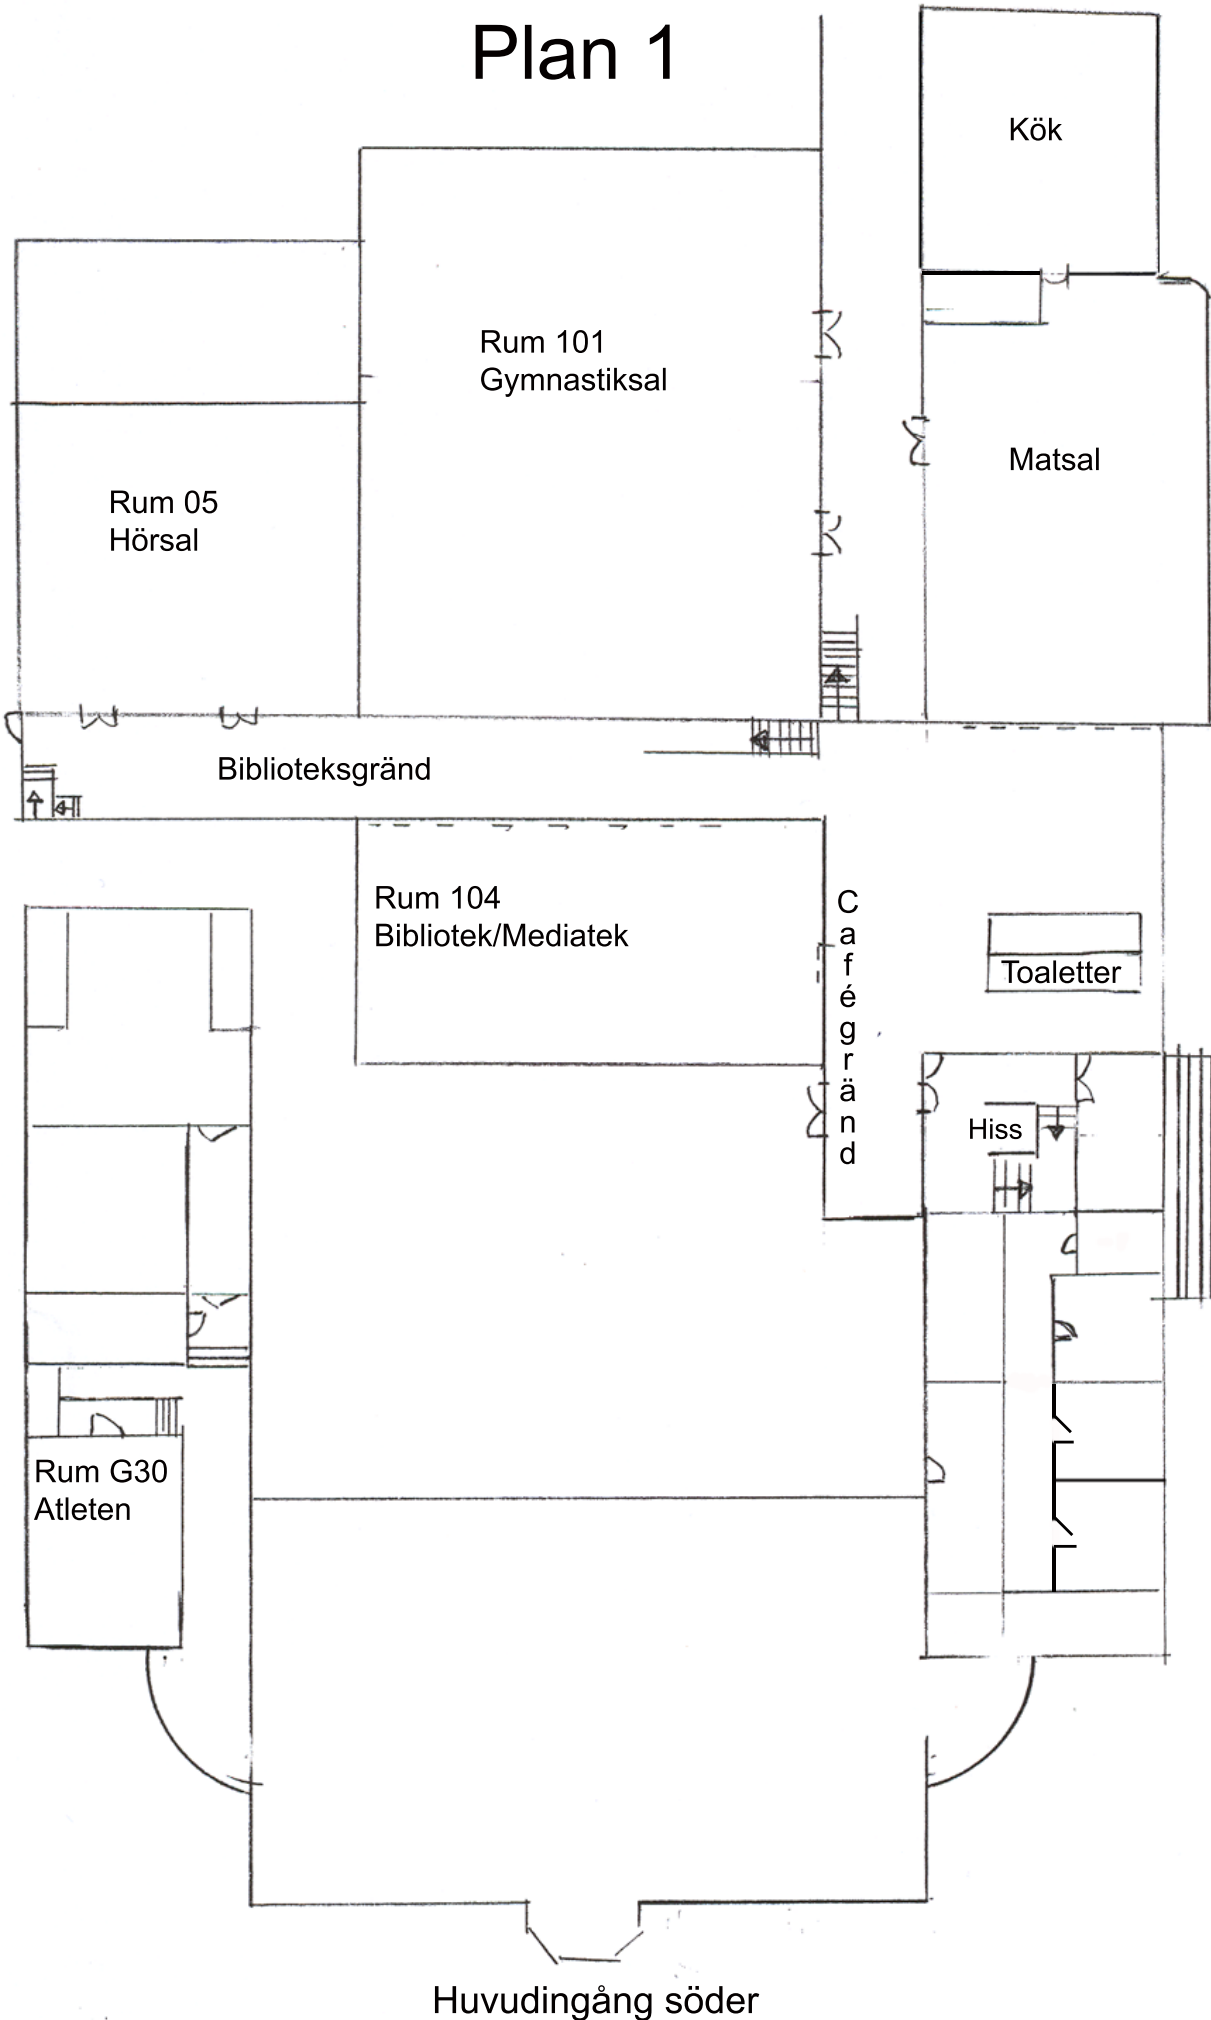 Plan 1
Kök
Rum 101
Gymnastiksal
Matsal
Rum 05
Hörsal
Biblioteksgränd
Rum 104
Bibliotek/Mediatek
Cafégränd
Toaletter
Hiss
Rum G30
Atleten
Huvudingång söder